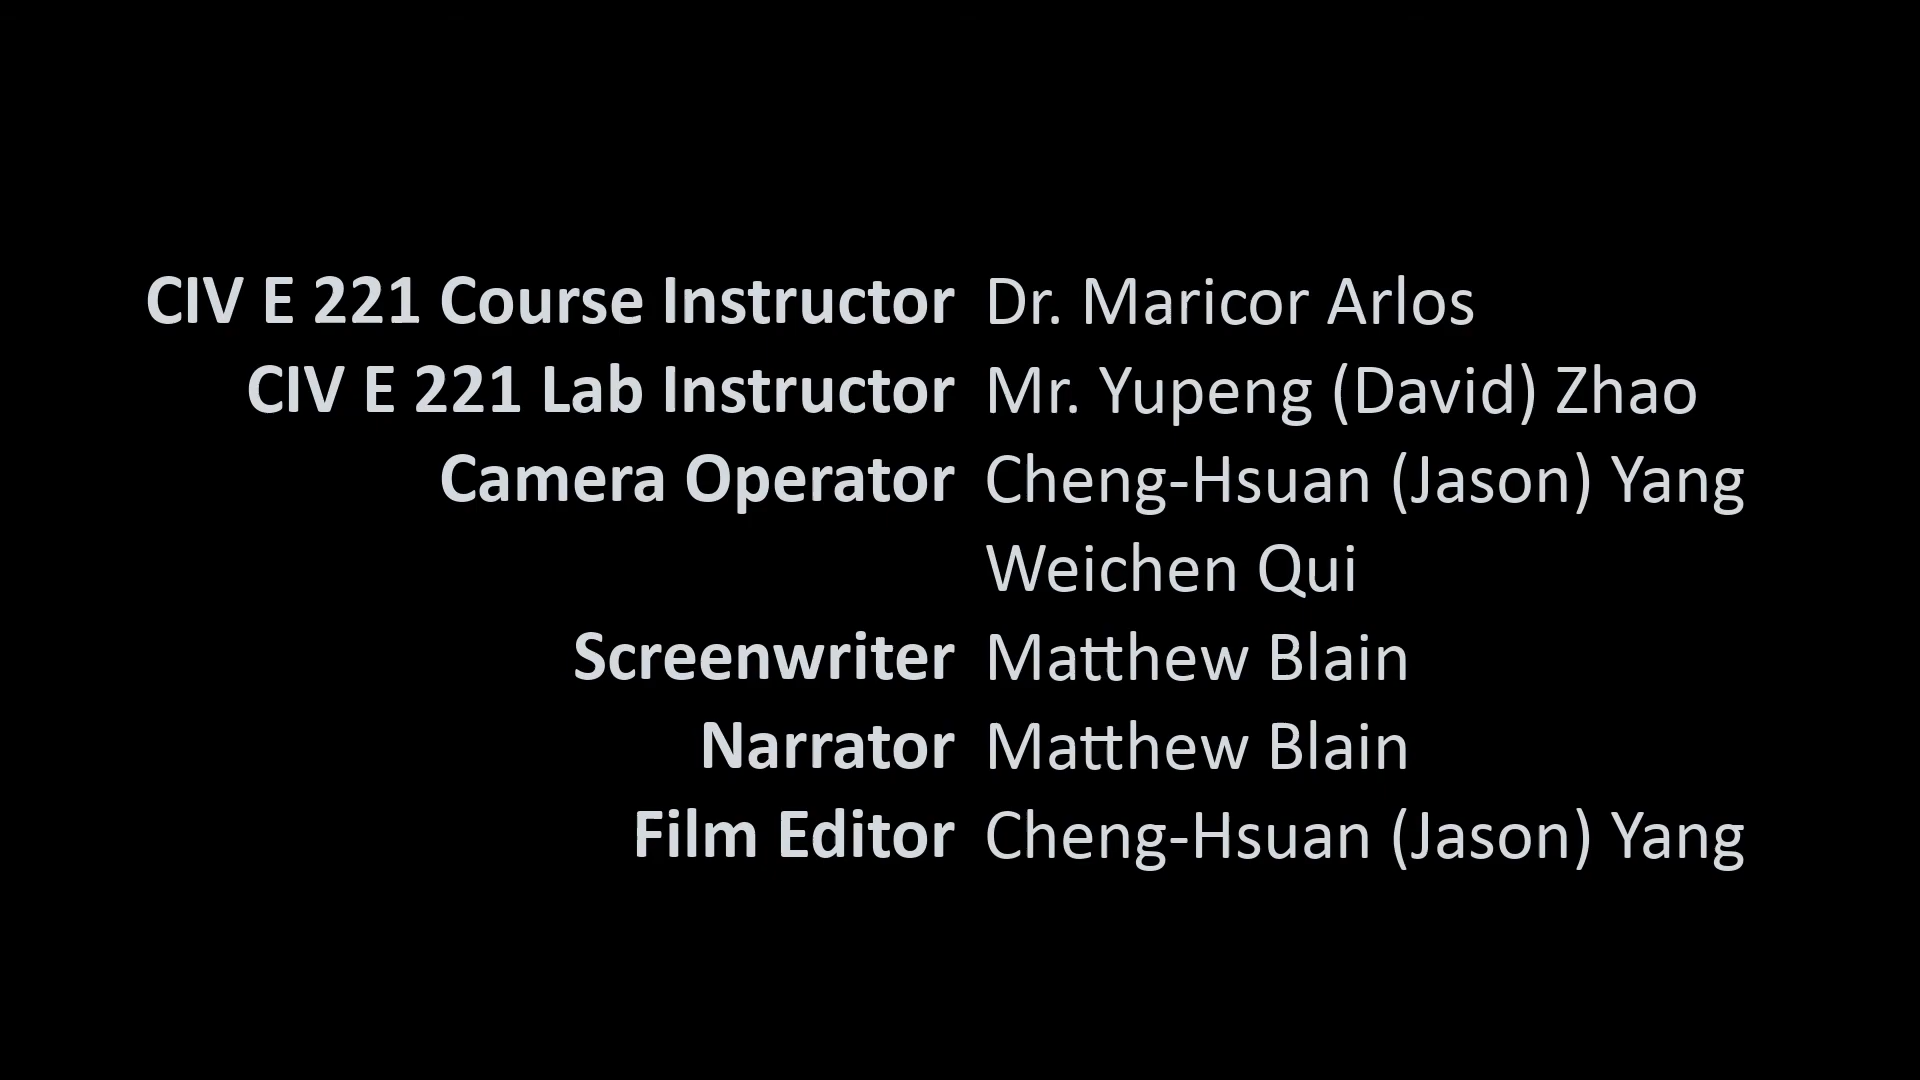 CIV E 221 Course Instructor Dr. Maricor Arlos
CIV E 221 Lab Instructor Mr. Yupeng (David) Zhao
Camera Operator Cheng-Hsuan (Jason) Yang
Weichen Qui
Screenwriter Matthew Blain
Narrator Matthew Blain
Film Editor Cheng-Hsuan (Jason) Yang